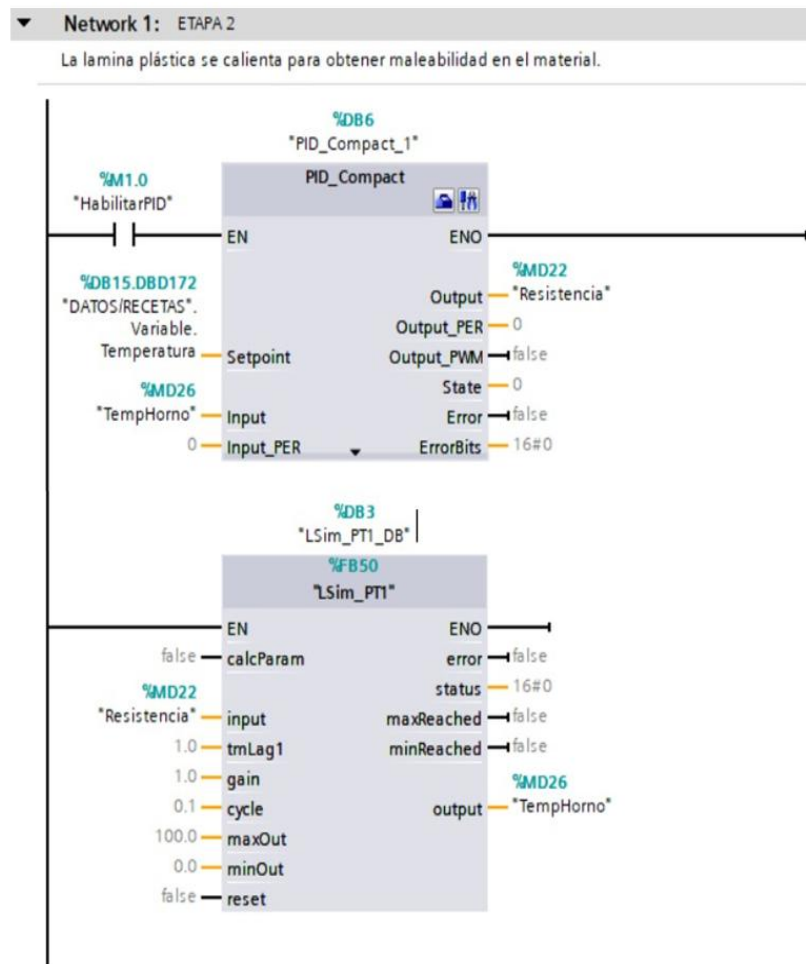 Network 1: ETAPA 2
La lamina plástica se calienta para obtener maleabilidad en el material.
%DB6
"PID_Compact_1"
PID_Compact
%M1.0
"HabilitarPID"
EN ENO
%DB15.DBD172
"DATOS/RECETAS".
Variable.
Temperatura Setpoint
%MD26
"TempHorno" Input
0 Input_PER
%MD22
Output "Resistencia"
Output_PER 0
Output_PWM false
State 0
Error false
ErrorBits 16#0
%DB3
"LSim_PT1_DB"
%FB50
"LSim_PT1"
EN ENO
false calcParam
%MD22
"Resistencia" input
1.0 tmLag1
1.0 gain
0.1 cycle
100.0 maxOut
0.0 minOut
false reset
error false
status 16#0
maxReached false
minReached false
%MD26
output "TempHorno"